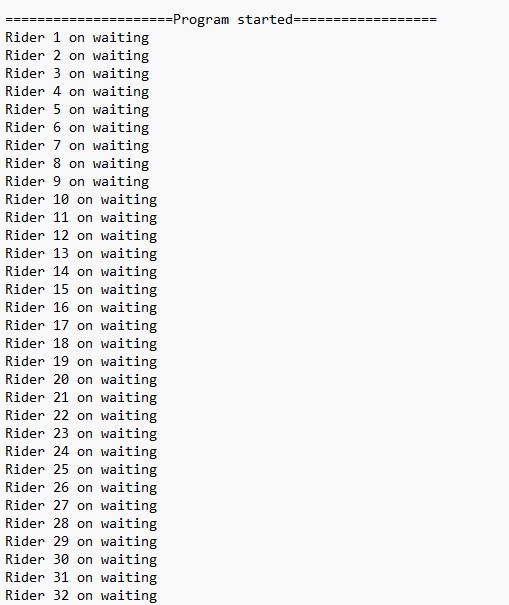 =====================Program started==================
Rider 1 on waiting
Rider 2 on waiting
Rider 3 on waiting
Rider 4 on waiting
Rider 5 on waiting
Rider 6 on waiting
Rider 7 on waiting
Rider 8 on waiting
Rider 9 on waiting
Rider 10 on waiting
Rider 11 on waiting
Rider 12 on waiting
Rider 13 on waiting
Rider 14 on waiting
Rider 15 on waiting
Rider 16 on waiting
Rider 17 on waiting
Rider 18 on waiting
Rider 19 on waiting
Rider 20 on waiting
Rider 21 on waiting
Rider 22 on waiting
Rider 23 on waiting
Rider 24 on waiting
Rider 25 on waiting
Rider 26 on waiting
Rider 27 on waiting
Rider 28 on waiting
Rider 29 on waiting
Rider 30 on waiting
Rider 31 on waiting
Rider 32 on waiting